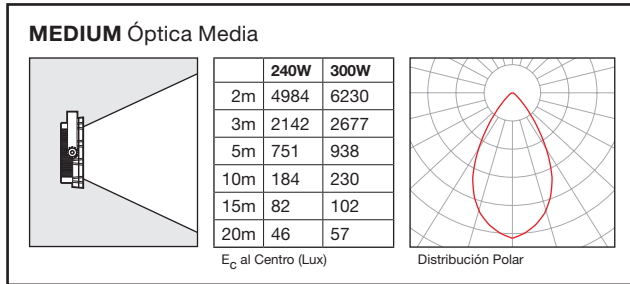 MEDIUM Óptica Media
240W 300W
2m 4984 6230
3m 2142 2677
5m 751 938
10m 184 230
15m 82 102
20m 46 57
E_C al Centro (Lux)
Distribución Polar